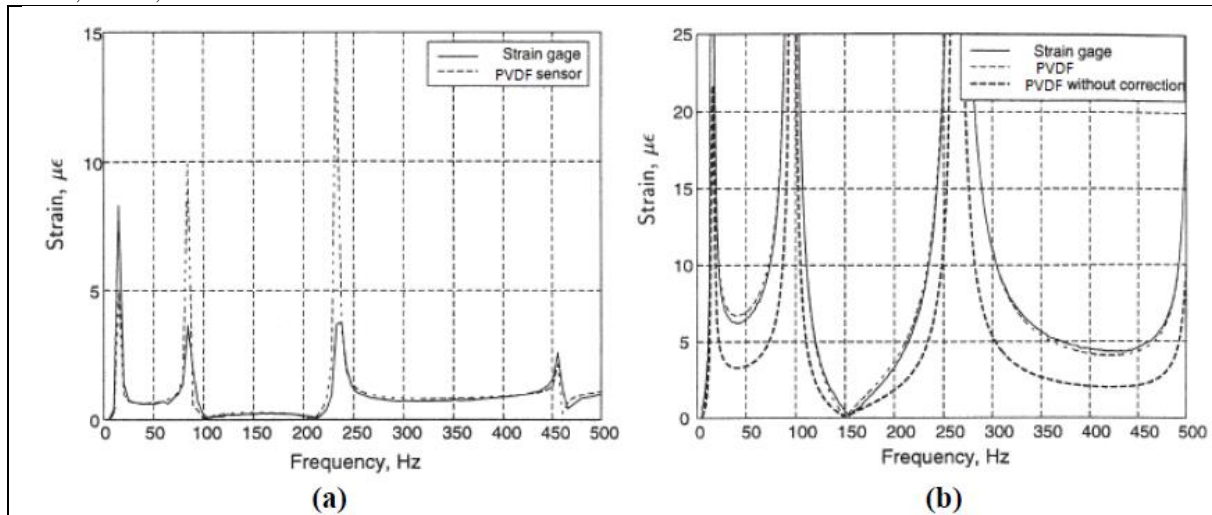 15
10
5
0
Strain, με
0 50 100 150 200 250 300 350 400 450 500
Frequency, Hz
Strain gage
PVDF sensor
(a)
25
20
15
10
5
0
Strain, με
0 50 100 150 200 250 300 350 400 450 500
Frequency, Hz
Strain gage
PVDF
PVDF without correction
(b)